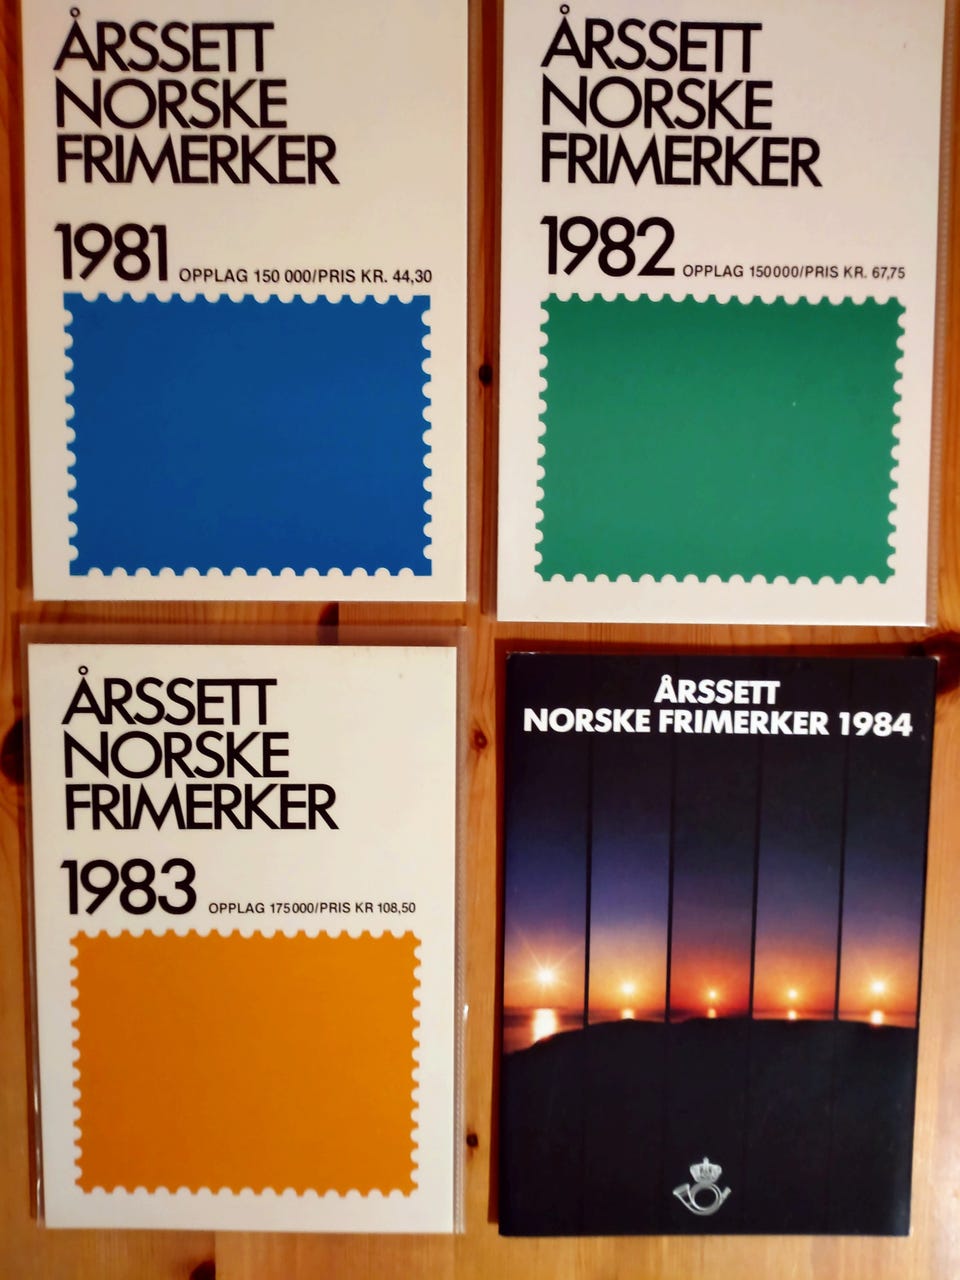 ÅRSSETT
NORSKE
FRIMERKER
1981 OPPLAG 150 000/PRIS KR. 44,30
ÅRSSETT
NORSKE
FRIMERKER
1982 OPPLAG 150000/PRIS KR. 67,75
ÅRSSETT
NORSKE
FRIMERKER
1983 OPPLAG 175000/PRIS KR 108,50
ÅRSSETT
NORSKE FRIMERKER 1984